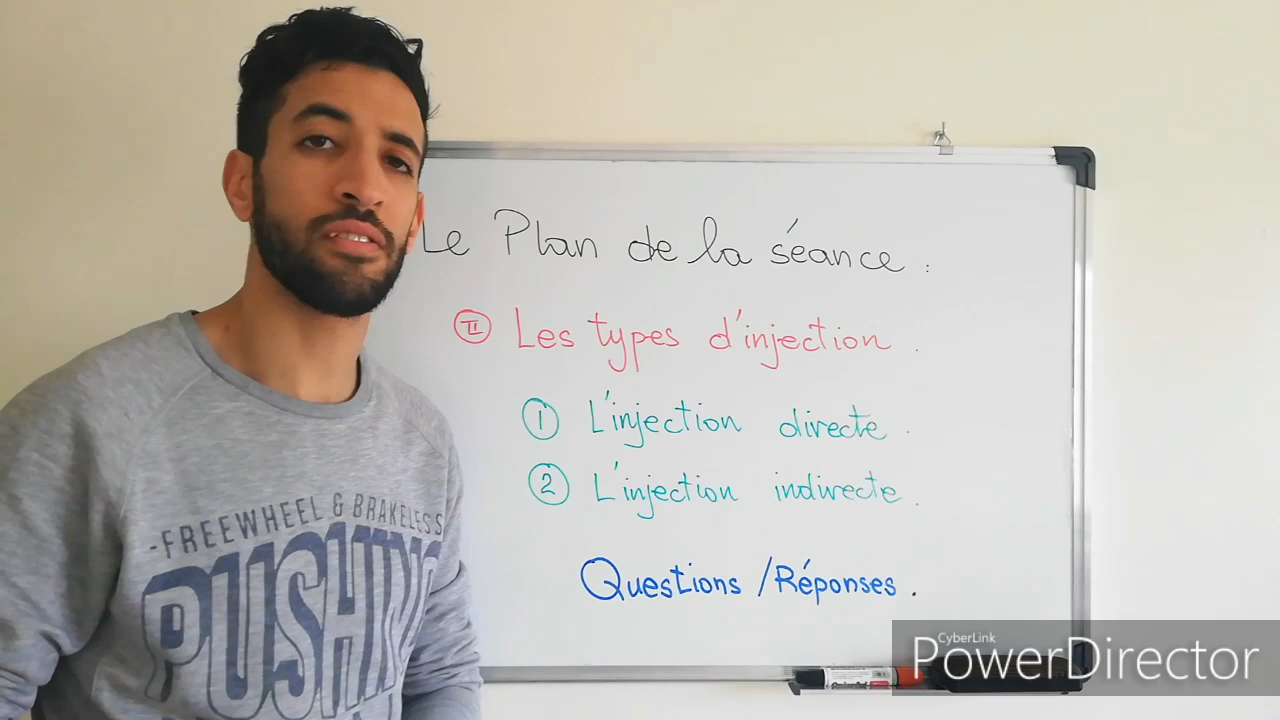 Le Plan de la séance :
II Les types d'injection.
1 L'injection directe.
2 L'injection indirecte.
Questions / Réponses.
-FREEWHEEL & BRAKELESS
CyberLink
PowerDirector